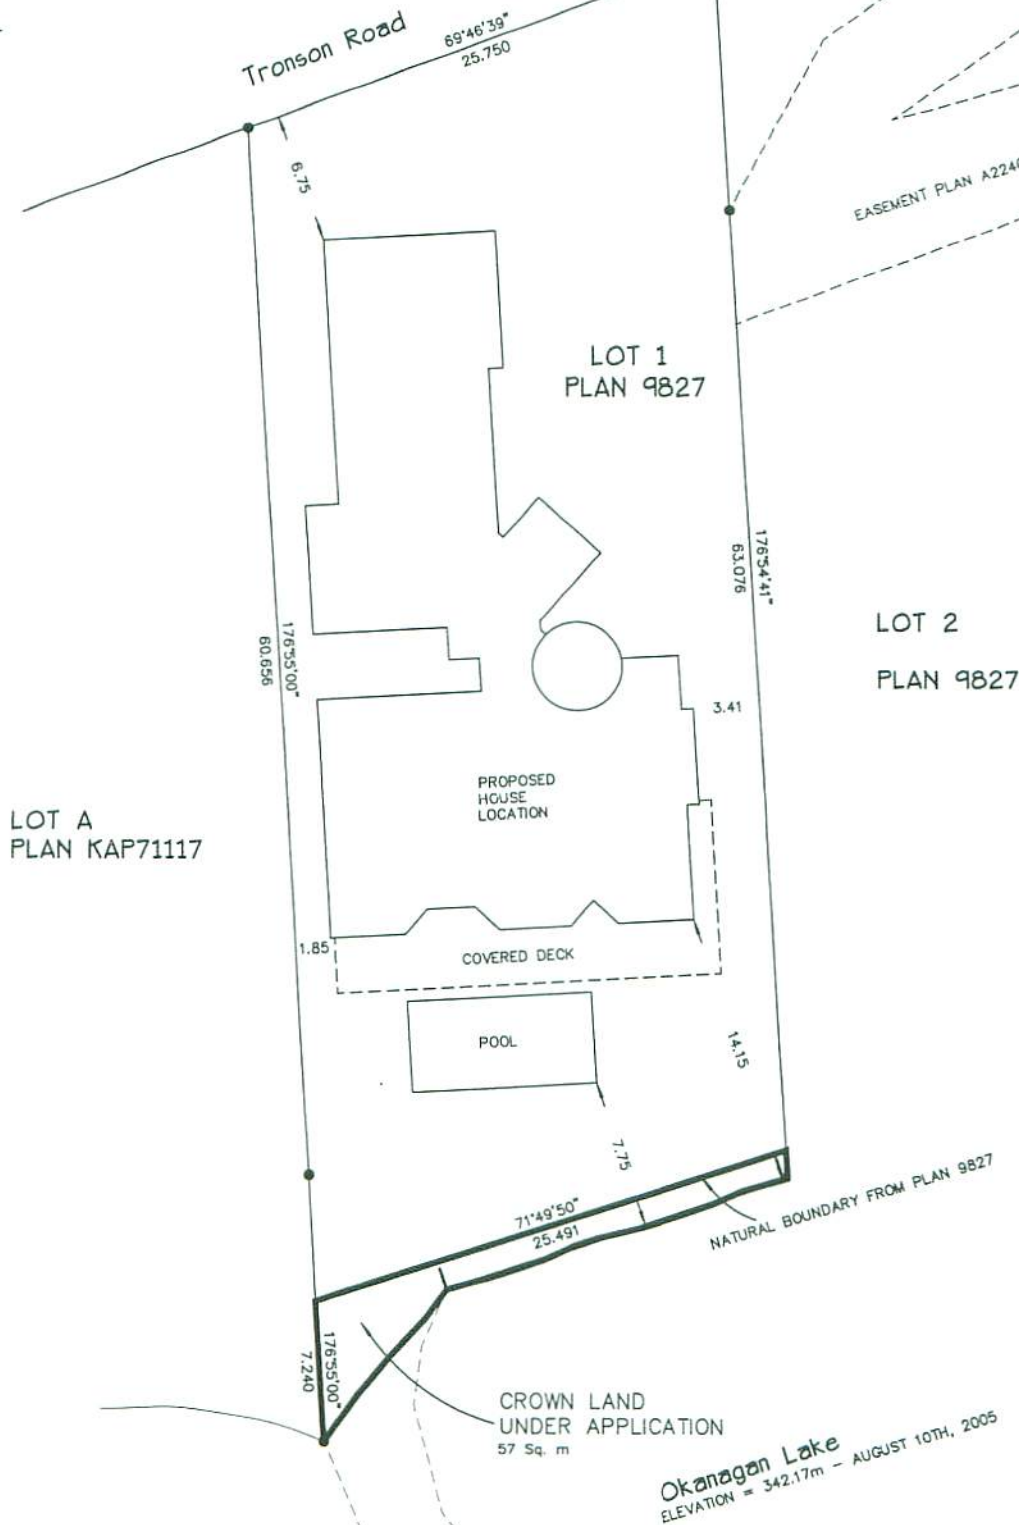 Tronson Road
69°46'39"
25.750
6.75
EASEMENT PLAN
LOT 1
PLAN 9827
176°54'41"
63.076
LOT 2
PLAN 9827
176°55'00"
60.656
3.41
PROPOSED
HOUSE
LOCATION
LOT A
PLAN KAP71117
1.85
COVERED DECK
POOL
14.15
7.75
71°49'50"
25.491
NATURAL BOUNDARY FROM PLAN 9827
176°55'00"
7.240
CROWN LAND
UNDER APPLICATION
57 Sq. m
Okanagan Lake
ELEVATION = 342.17m - AUGUST 10TH, 2005